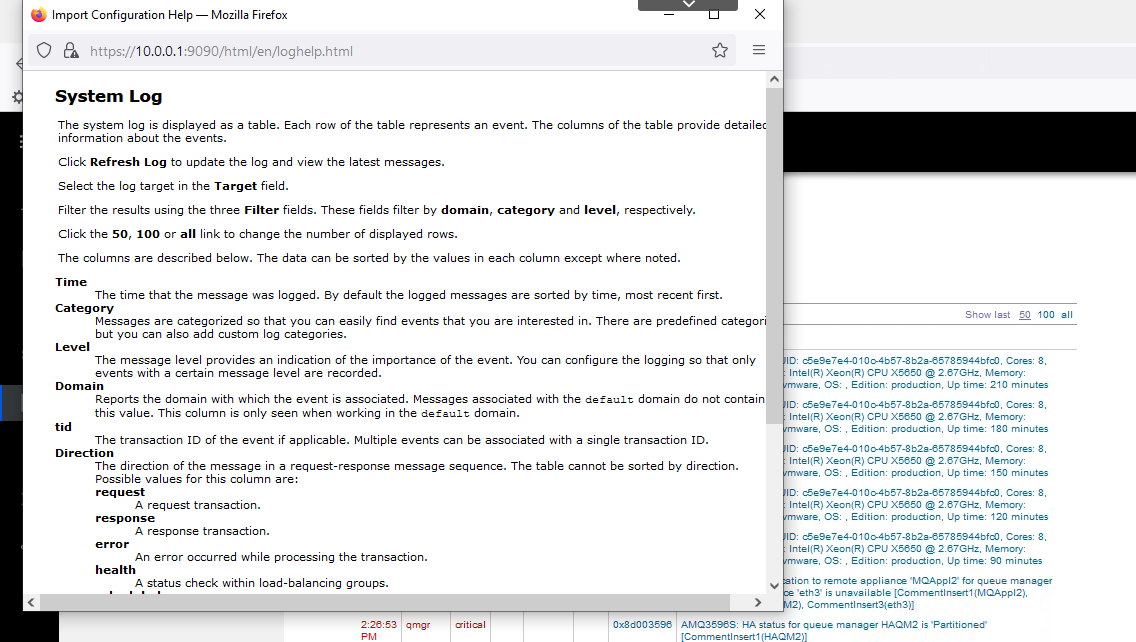 Import Configuration Help — Mozilla Firefox
https://10.0.0.1:9090/html/en/loghelp.html
System Log
The system log is displayed as a table. Each row of the table represents an event. The columns of the table provide detailed
information about the events.
Click Refresh Log to update the log and view the latest messages.
Select the log target in the Target field.
Filter the results using the three Filter fields. These fields filter by domain, category and level, respectively.
Click the 50, 100 or all link to change the number of displayed rows.
The columns are described below. The data can be sorted by the values in each column except where noted.
Time
The time that the message was logged. By default the logged messages are sorted by time, most recent first.
Category
Messages are categorized so that you can easily find events that you are interested in. There are predefined categori
but you can also add custom log categories.
Level
The message level provides an indication of the importance of the event. You can configure the logging so that only
events with a certain message level are recorded.
Domain
Reports the domain with which the event is associated. Messages associated with the default domain do not contain
this value. This column is only seen when working in the default domain.
tid
The transaction ID of the event if applicable. Multiple events can be associated with a single transaction ID.
Direction
The direction of the message in a request-response message sequence. The table cannot be sorted by direction.
Possible values for this column are:
request
A request transaction.
response
A response transaction.
error
An error occurred while processing the transaction.
health
A status check within load-balancing groups.
Show last 50 100 all
UID: c5e9e7e4-010c-4b57-8b2a-65785944bfc0, Cores: 8,
: Intel(R) Xeon(R) CPU X5650 @ 2.67GHz, Memory:
vmware, OS: , Edition: production, Up time: 210 minutes
UID: c5e9e7e4-010c-4b57-8b2a-65785944bfc0, Cores: 8,
: Intel(R) Xeon(R) CPU X5650 @ 2.67GHz, Memory:
vmware, OS: , Edition: production, Up time: 180 minutes
UID: c5e9e7e4-010c-4b57-8b2a-65785944bfc0, Cores: 8,
: Intel(R) Xeon(R) CPU X5650 @ 2.67GHz, Memory:
vmware, OS: , Edition: production, Up time: 150 minutes
UID: c5e9e7e4-010c-4b57-8b2a-65785944bfc0, Cores: 8,
: Intel(R) Xeon(R) CPU X5650 @ 2.67GHz, Memory:
vmware, OS: , Edition: production, Up time: 120 minutes
UID: c5e9e7e4-010c-4b57-8b2a-65785944bfc0, Cores: 8,
: Intel(R) Xeon(R) CPU X5650 @ 2.67GHz, Memory:
vmware, OS: , Edition: production, Up time: 90 minutes
cation to remote appliance 'MQAppl2' for queue manager
ce 'eth3' is unavailable [CommentInsert1(MQAppl2),
M2), CommentInsert3(eth3)]
2:26:53 PM qmgr critical 0x8d003596 AMQ3596S: HA status for queue manager HAQM2 is 'Partitioned'
[CommentInsert1(HAQM2)]